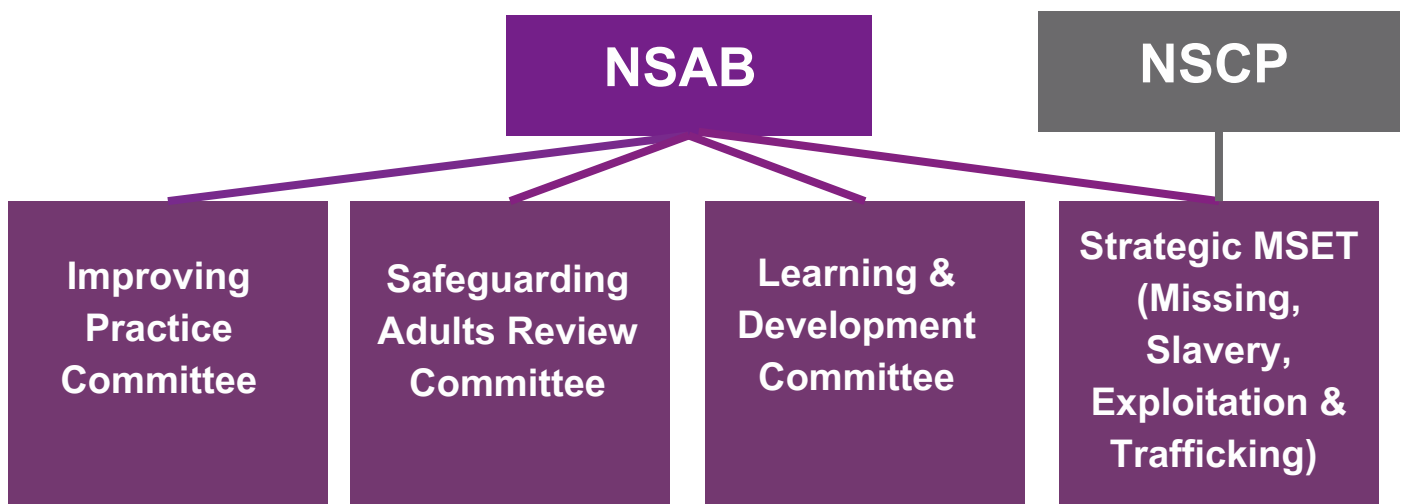 NSAB
NSCP
Improving
Practice
Committee
Safeguarding
Adults Review
Committee
Learning &
Development
Committee
Strategic MSET
(Missing,
Slavery,
Exploitation &
Trafficking)